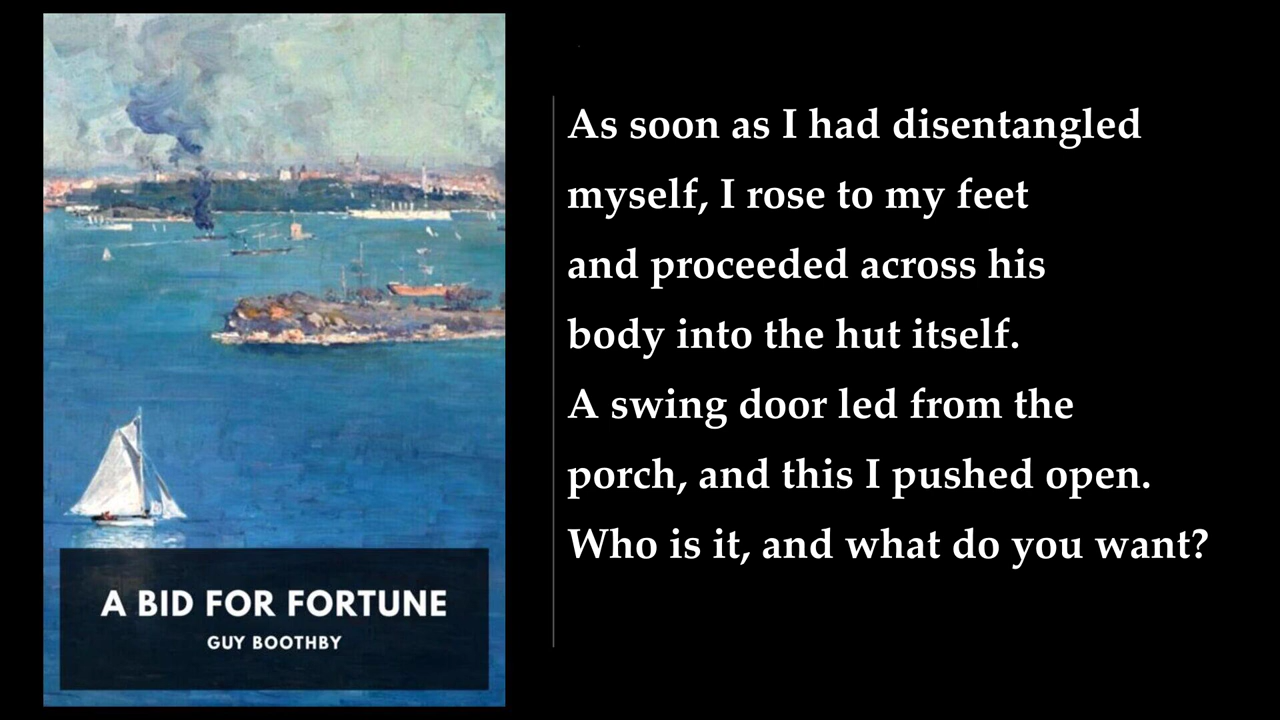 As soon as I had disentangled
myself, I rose to my feet
and proceeded across his
body into the hut itself.
A swing door led from the
porch, and this I pushed open.
Who is it, and what do you want?
A BID FOR FORTUNE
GUY BOOTHBY